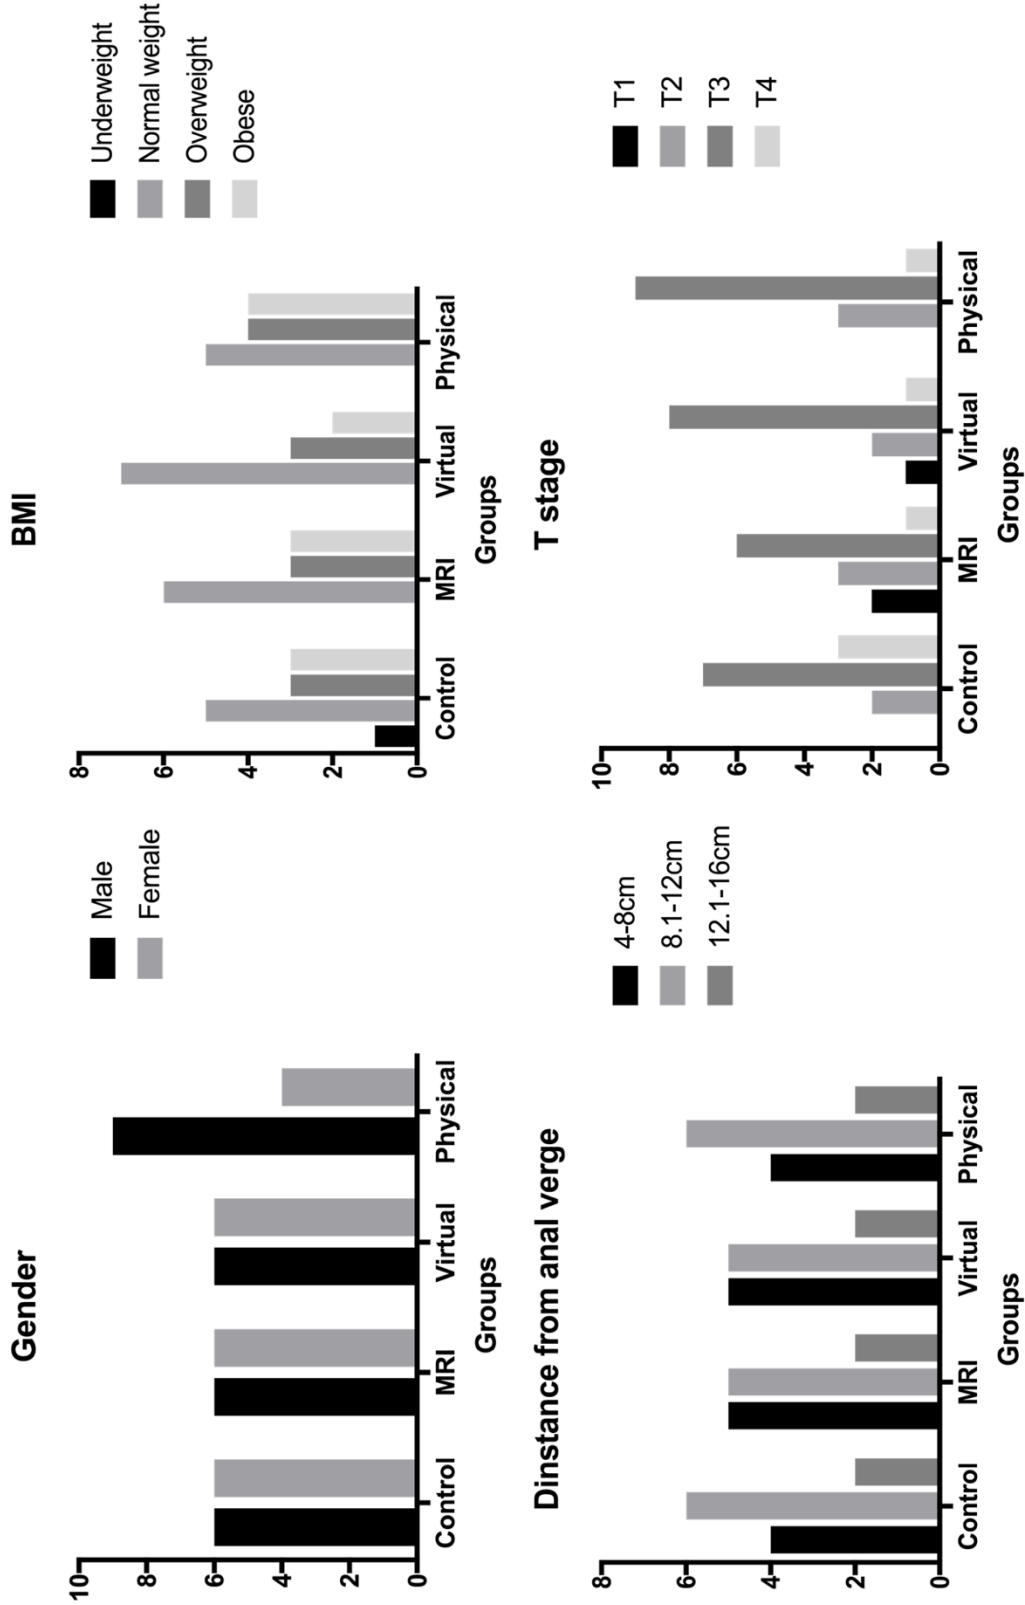 Gender
10
8
6
4
2
0
Control MRI Virtual Physical
Groups
Male
Female
BMI
8
6
4
2
0
Control MRI Virtual Physical
Groups
Underweight
Normal weight
Overweight
Obese
Dinstance from anal verge
8
6
4
2
0
Control MRI Virtual Physical
Groups
4-8cm
8.1-12cm
12.1-16cm
T stage
10
8
6
4
2
0
Control MRI Virtual Physical
Groups
T1
T2
T3
T4